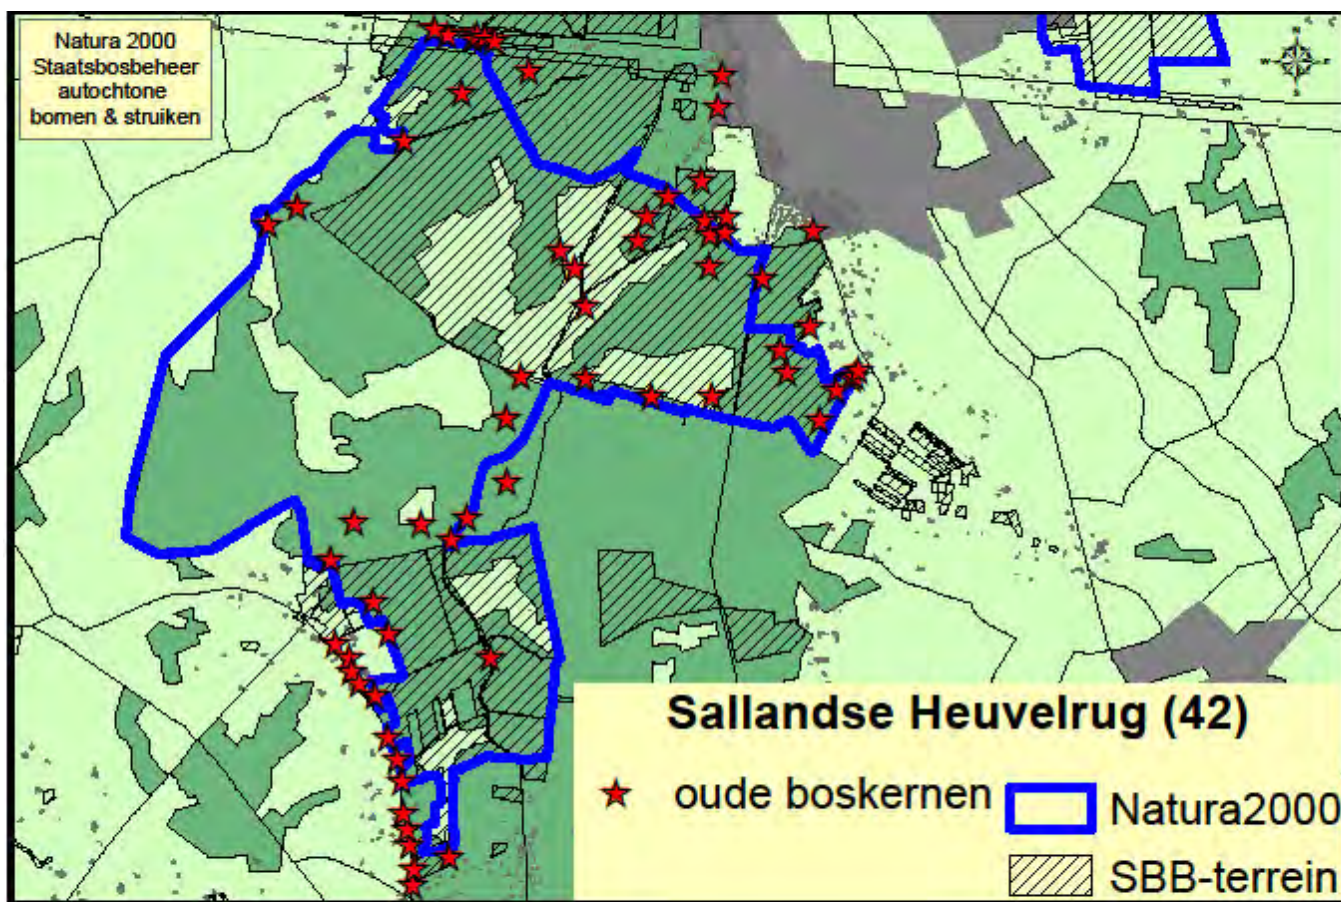 Natura 2000
Staatsbosbeheer
autochtone
bomen & struiken
N
W E
S
Sallandse Heuvelrug (42)
oude boskernen
Natura2000
SBB-terrein